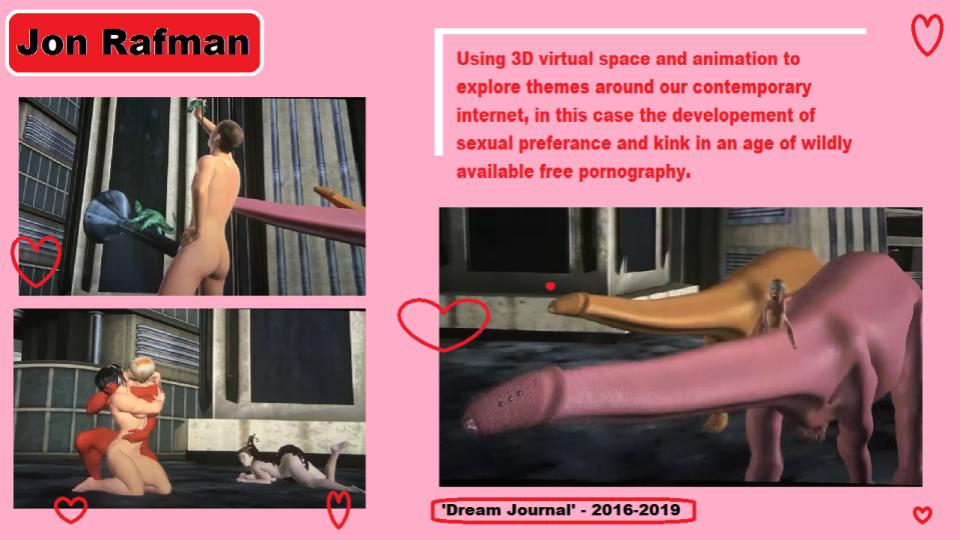 Jon Rafman
Using 3D virtual space and animation to
explore themes around our contemporary
internet, in this case the developement of
sexual preferance and kink in an age of wildly
available free pornography.
'Dream Journal' - 2016-2019